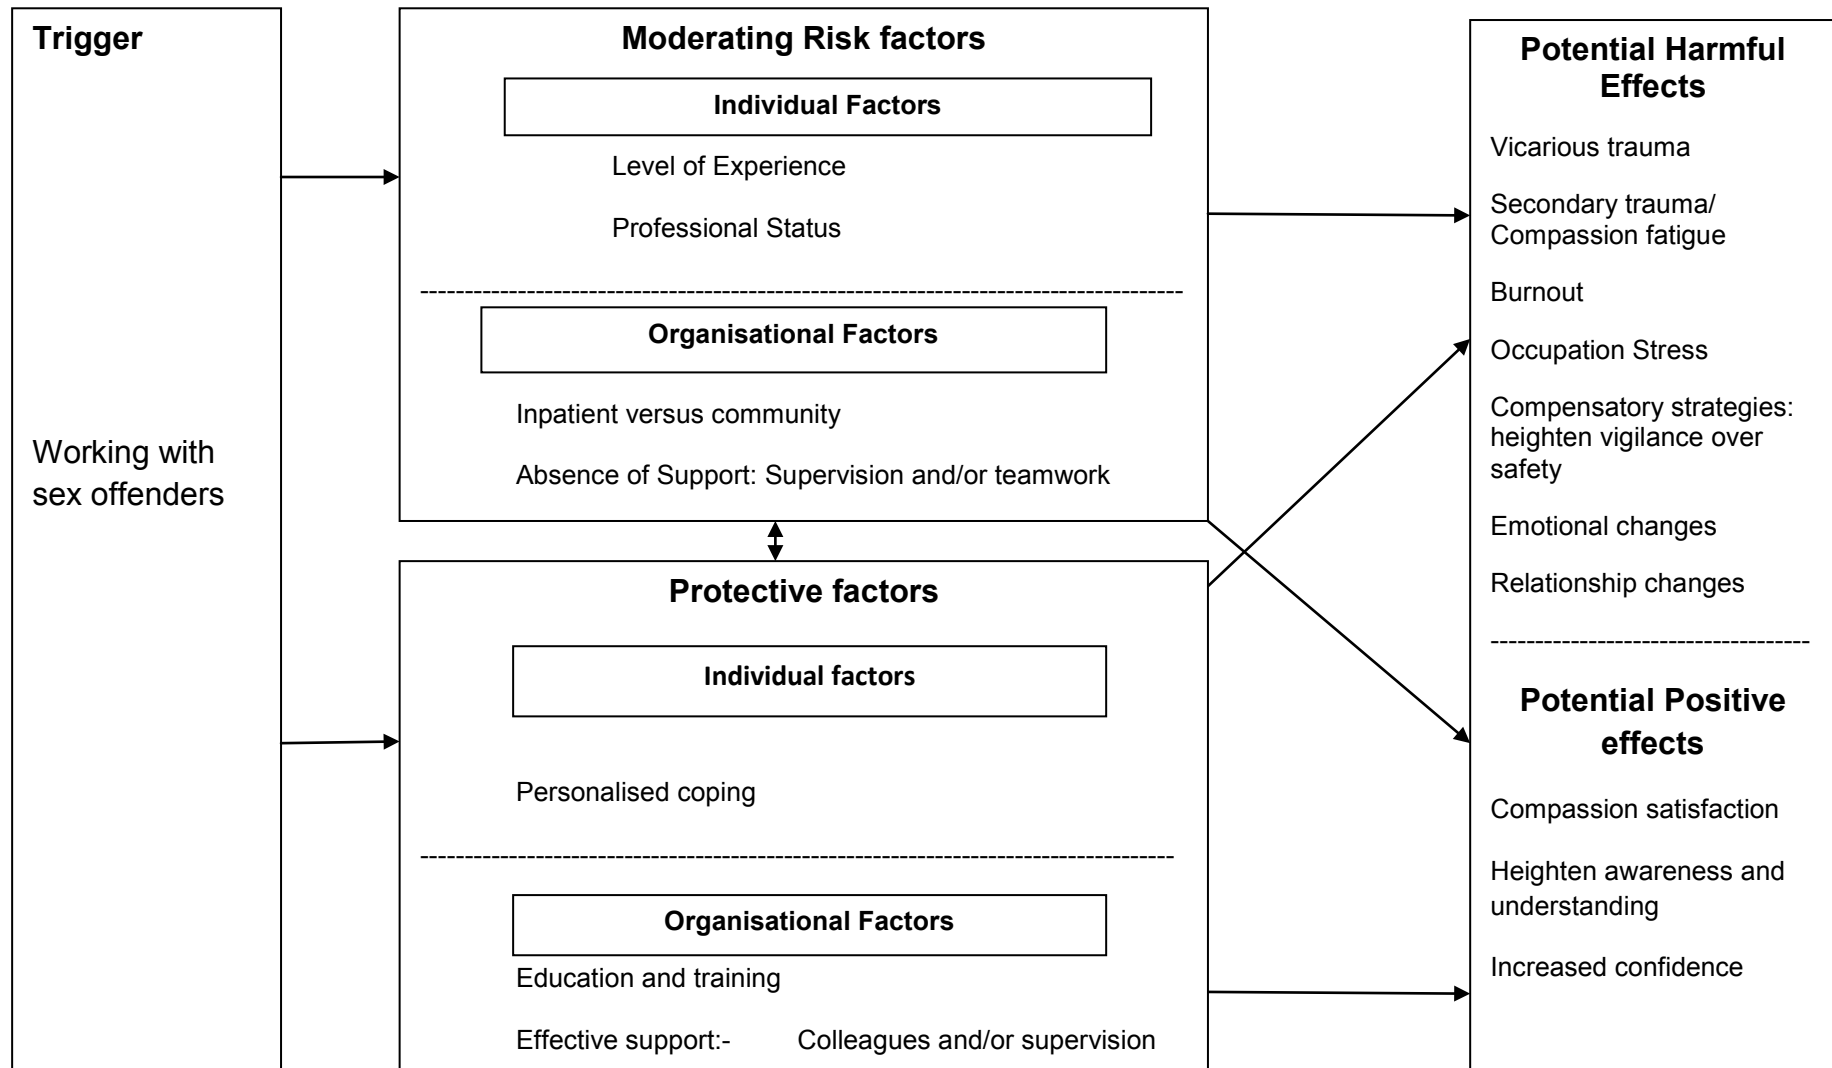 Trigger
Working with
sex offenders
Moderating Risk factors
Individual Factors
Level of Experience
Professional Status
Organisational Factors
Inpatient versus community
Absence of Support: Supervision and/or teamwork
Protective factors
Individual factors
Personalised coping
Organisational Factors
Education and training
Effective support:- Colleagues and/or supervision
Potential Harmful
Effects
Vicarious trauma
Secondary trauma/
Compassion fatigue
Burnout
Occupation Stress
Compensatory strategies:
heighten vigilance over
safety
Emotional changes
Relationship changes
Potential Positive
effects
Compassion satisfaction
Heighten awareness and
understanding
Increased confidence